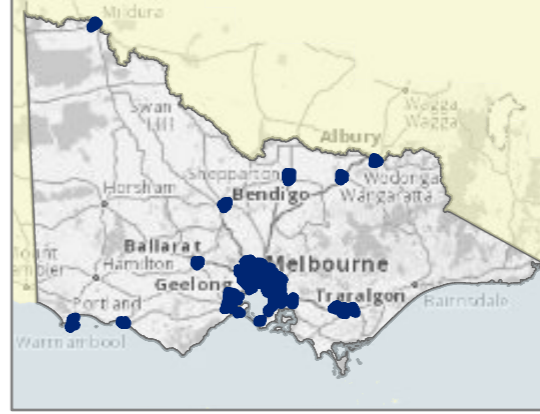 Mildura
Swan
Hill
Wagga
Wagga
Albury
Shepparton
Wodonga
Horsham
Bendigo
Wangaratta
Ballarat
Melbourne
Hamilton
Geelong
Traralgon
Portland
Bairnsdale
Warrnambool